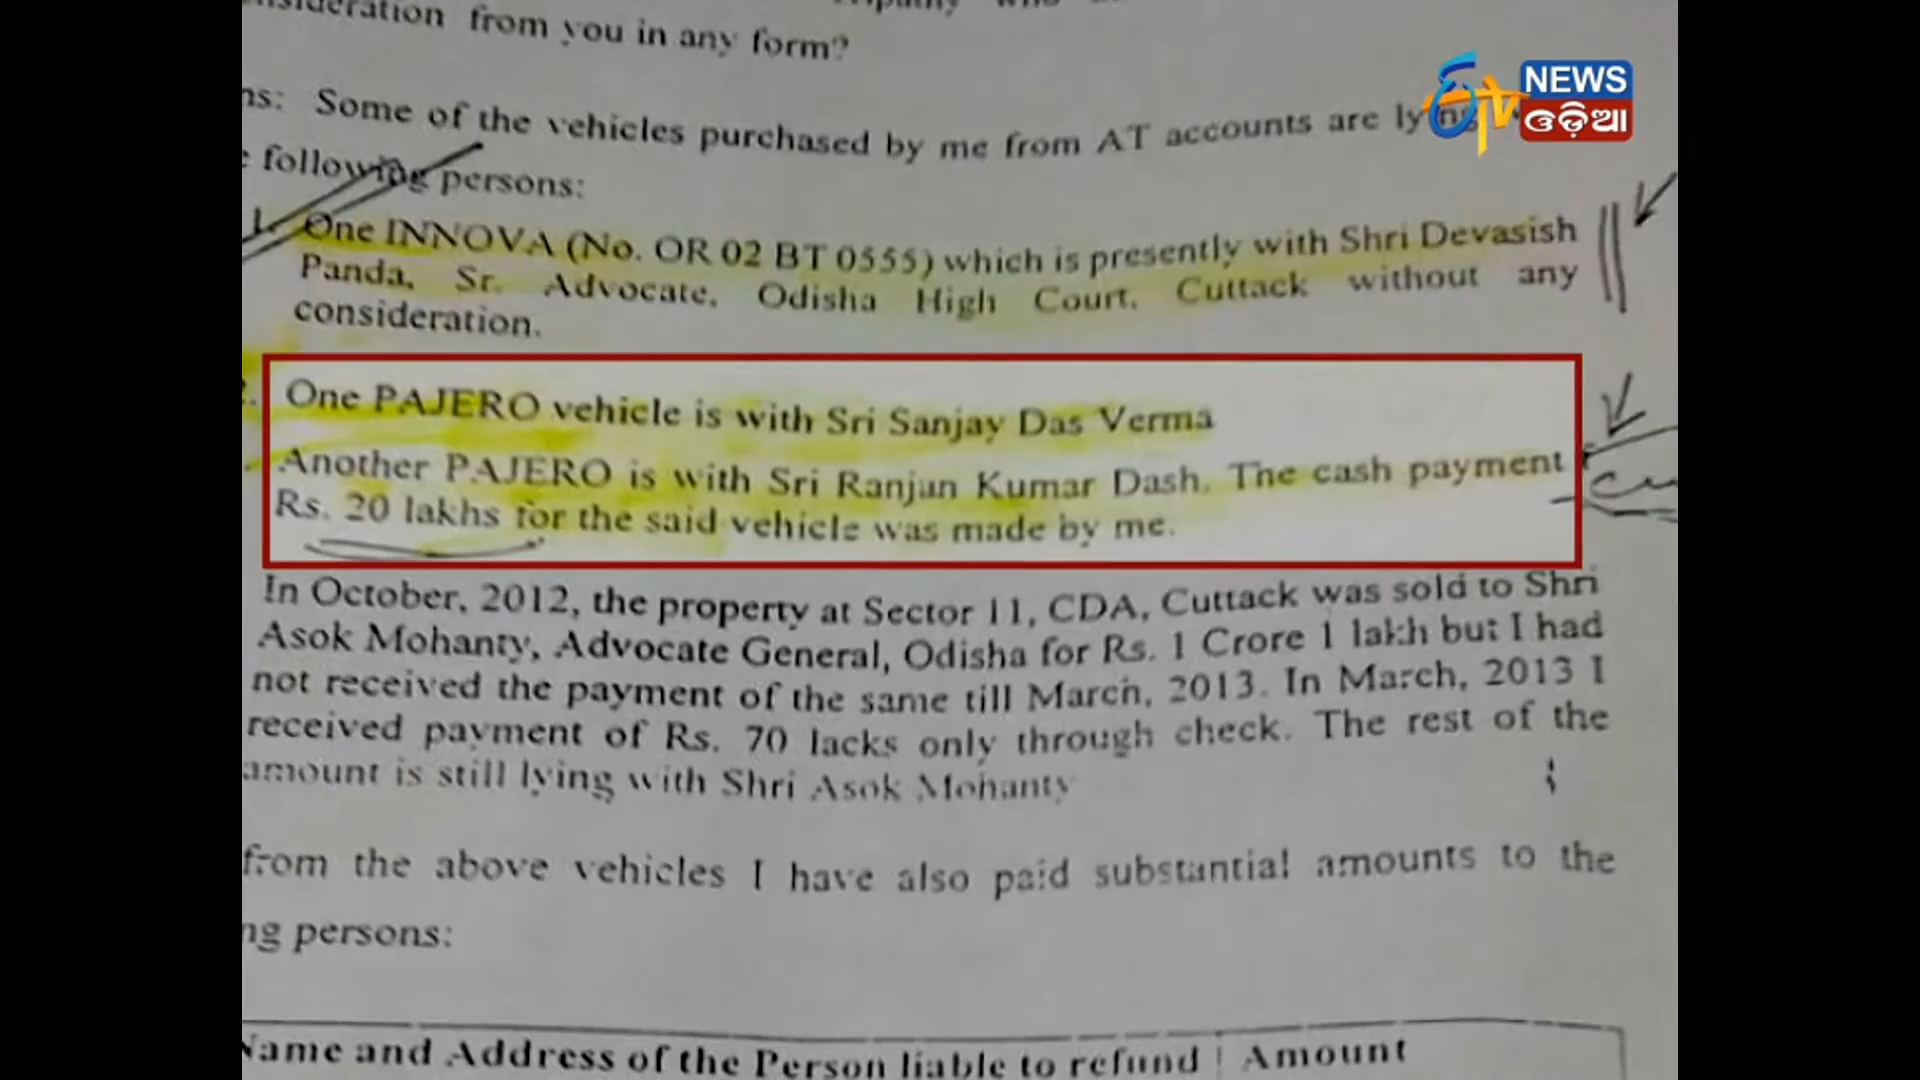 from you in any form?
NEWS
ଓଡ଼ିଆ
Some of the vehicles purchased by me from AT accounts are
following persons:
1. One INNOVA (No. OR 02 BT 0555) which is presently with Shri Devasish
Panda, Sr. Advocate, Odisha High Court, Cuttack without any
consideration.
One PAJERO vehicle is with Sri Sanjay Das Verma
Another PAJERO is with Sri Ranjun Kumar Dash. The cash payment
Rs. 20 lakhs for the said vehicle was made by me.
In October, 2012, the property at Sector 11, CDA, Cuttack was sold to Shri
Asok Mohanty, Advocate General, Odisha for Rs. 1 Crore 1 lakh but I had
not received the payment of the same till March, 2013. In March, 2013 I
received payment of Rs. 70 lacks only through check. The rest of the
amount is still lying with Shri Asok Mohanty
from the above vehicles I have also paid substantial amounts to the
persons:
Name and Address of the Person liable to refund Amount